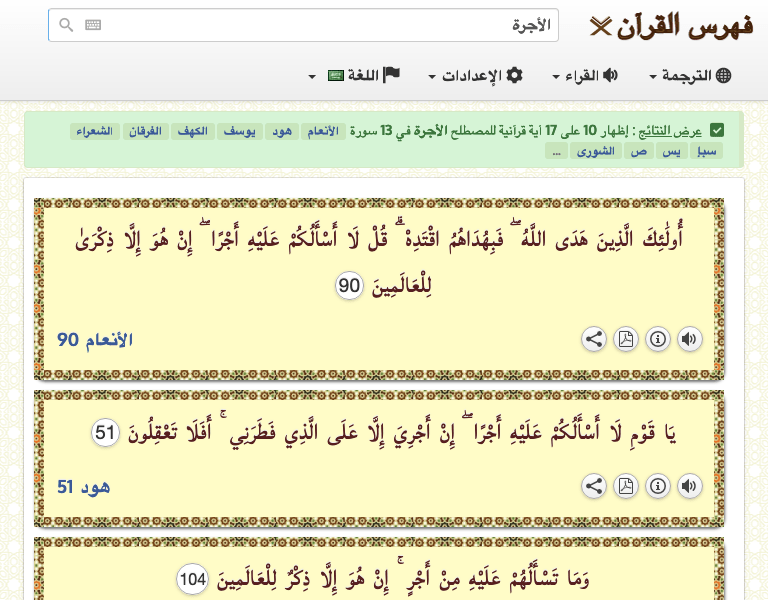 فهرس القرآن
الأجرة
الترجمة
القراء
الإعدادات
اللغة
عرض النتائج : إظهار 10 على 17 آية قرآنية للمصطلح الأجرة في 13 سورة الأنعام هود يوسف الكهف الفرقان الشعراء
سبإ يس ص الشورى ...
أُولَٰئِكَ الَّذِينَ هَدَى اللَّهُ ۖ فَبِهُدَاهُمُ اقْتَدِهْ ۗ قُلْ لَا أَسْأَلُكُمْ عَلَيْهِ أَجْرًا ۖ إِنْ هُوَ إِلَّا ذِكْرَىٰ
لِلْعَالَمِينَ 90
الأنعام 90
يَا قَوْمِ لَا أَسْأَلُكُمْ عَلَيْهِ أَجْرًا ۖ إِنْ أَجْرِيَ إِلَّا عَلَى الَّذِي فَطَرَنِي ۚ أَفَلَا تَعْقِلُونَ 51
هود 51
وَمَا تَسْأَلُهُمْ عَلَيْهِ مِنْ أَجْرٍ ۚ إِنْ هُوَ إِلَّا ذِكْرٌ لِلْعَالَمِينَ 104